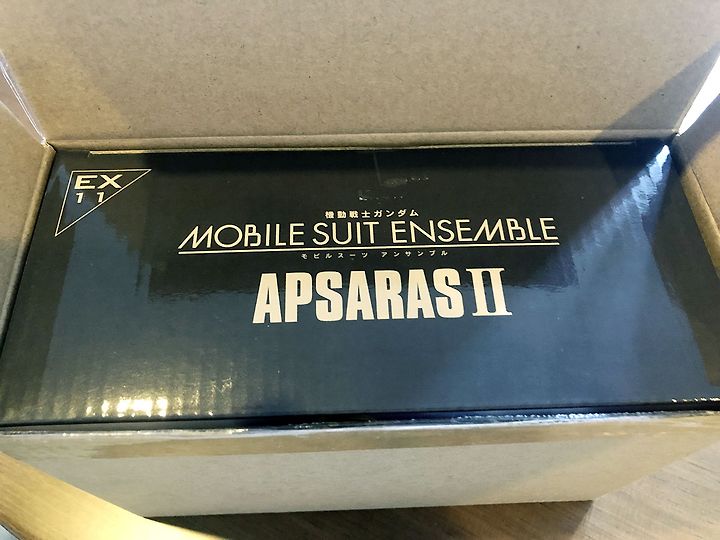 EX
11
機動戦士ガンダム
MOBILE SUIT ENSEMBLE
モビルスーツ アンサンブル
APSARAS II